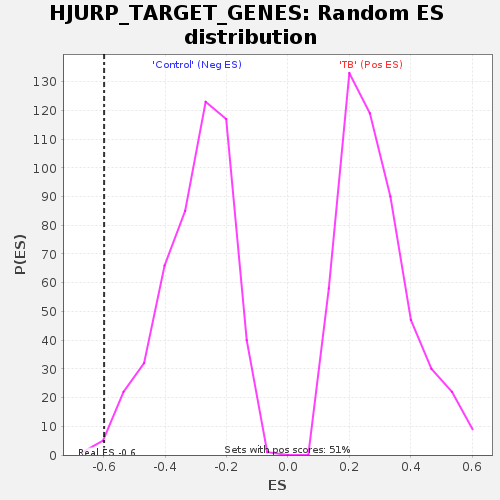 HJURP_TARGET_GENES: Random ES
distribution
'Control' (Neg ES)
'TB' (Pos ES)
P(ES)
130
120
110
100
90
80
70
60
50
40
30
20
10
0
Real ES -0.6
Sets with pos scores: 51%
-0.6 -0.4 -0.2 0.0 0.2 0.4 0.6
ES